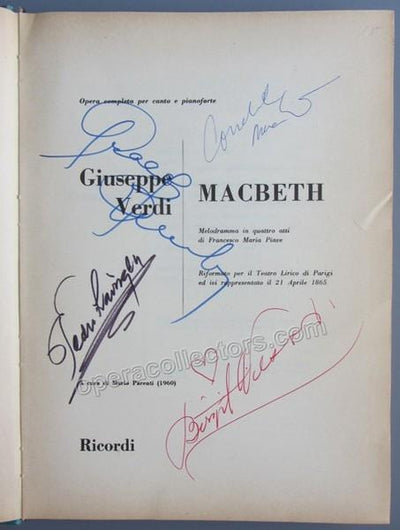 Opera completa per canto e pianoforte
Giuseppe
Verdi
MACBETH
Melodramma in quattro atti
di Francesco Maria Piave
Riformato per il Teatro Lirico di Parigi
ed ivi rappresentato il 21 Aprile 1865
operacollectors.com
a cura di Mario Parenti (1960)
Birgit
Ricordi